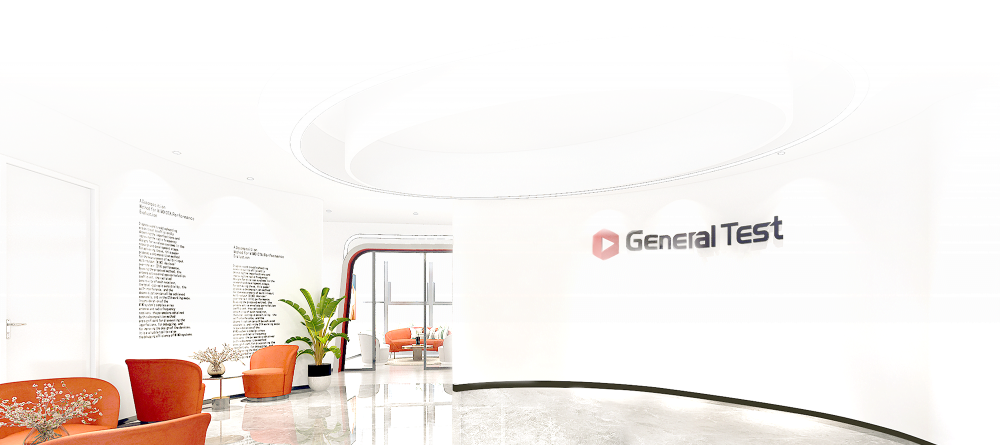 A Decomposition
Method for MIMO OTA Performance
Evaluation
Diagnosis and troubleshooting
are critical to efficiently
detecting the imperfections and
improving the radio frequency
designs for wireless systems in the
research and development stage.
For achieving these, this paper
proposes a decomposition method
for the measurement of multi-input
multi-output (MIMO) devices'
over-the-air (OTA) performance.
By using the proposed method, the
antenna active envelope correlation
coefficient, the radiated
sensitivity of each receiver,
the total isotropic sensitivity, the
self-interference, and the
desensitization can all be achieved
separately, and in the OTA working mode.
In consideration of the
MIMO system's complex array
antennas and radio frequency
receivers, the parameters obtained
by this decomposition method
are significant for discovering the
imperfections, for debugging, and
for improving the design of the devices.
It is a valuable tool to raise
the debugging efficiency of MIMO systems
A Decomposition
Method for MIMO OTA Performance
Evaluation
Diagnosis and troubleshooting
are critical to efficiently
detecting the imperfections and
improving the radio frequency
designs for wireless systems in the
research and development stage.
For achieving these, this paper
proposes a decomposition method
for the measurement of multi-input
multi-output (MIMO) devices'
over-the-air (OTA) performance.
By using the proposed method, the
antenna active envelope correlation
coefficient, the radiated
sensitivity of each receiver,
the total isotropic sensitivity, the
self-interference, and the
desensitization can all be achieved
separately, and in the OTA working mode
In consideration of the
MIMO system's complex array
antennas and radio frequency
receivers, the parameters obtained
by this decomposition method
are significant for discovering the
imperfections, for debugging, and
General Test